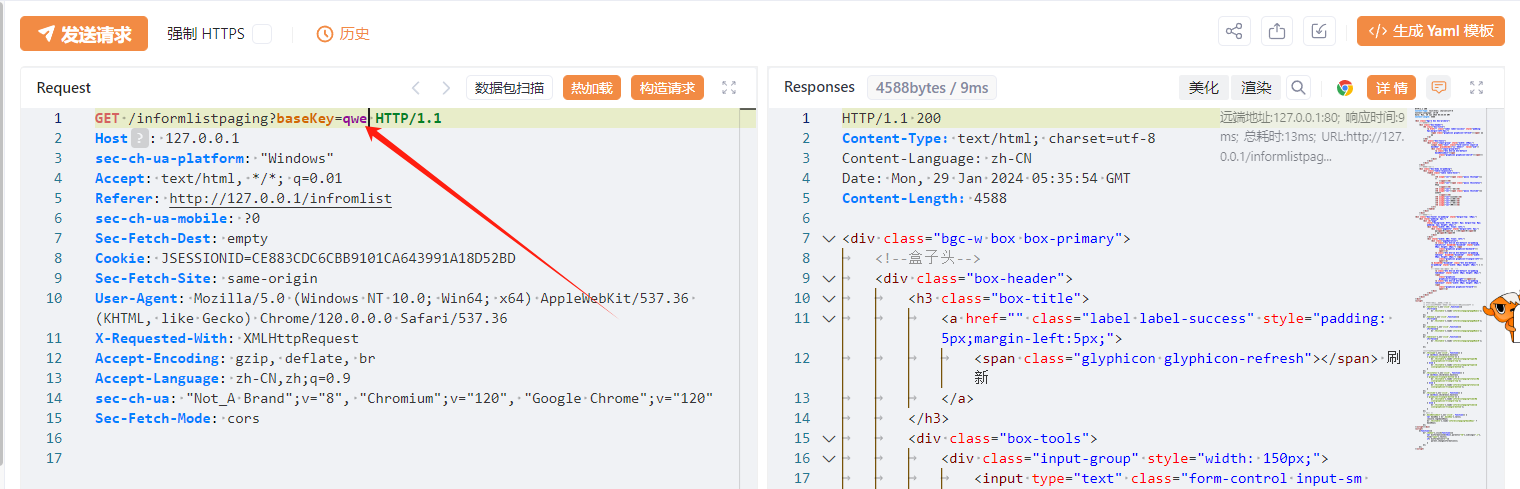 发送请求 强制 HTTPS 历史 </> 生成 Yaml 模板
Request 数据包扫描 热加载 构造请求
1 GET /informlistpaging?baseKey=qwe HTTP/1.1
2 Host ? : 127.0.0.1
3 sec-ch-ua-platform: "Windows"
4 Accept: text/html, */*; q=0.01
5 Referer: http://127.0.0.1/infromlist
6 sec-ch-ua-mobile: ?0
7 Sec-Fetch-Dest: empty
8 Cookie: JSESSIONID=CE883CDC6CBB9101CA643991A18D52BD
9 Sec-Fetch-Site: same-origin
10 User-Agent: Mozilla/5.0 (Windows NT 10.0; Win64; x64) AppleWebKit/537.36
(KHTML, like Gecko) Chrome/120.0.0.0 Safari/537.36
11 X-Requested-With: XMLHttpRequest
12 Accept-Encoding: gzip, deflate, br
13 Accept-Language: zh-CN,zh;q=0.9
14 sec-ch-ua: "Not_A Brand";v="8", "Chromium";v="120", "Google Chrome";v="120"
15 Sec-Fetch-Mode: cors
16
17
Responses 4588bytes / 9ms 美化 渲染 详情
1 HTTP/1.1 200
2 Content-Type: text/html; charset=utf-8
3 Content-Language: zh-CN
4 Date: Mon, 29 Jan 2024 05:35:54 GMT
5 Content-Length: 4588
6
7 <div class="bgc-w box box-primary">
8 <!--盒子头-->
9 <div class="box-header">
10 <h3 class="box-title">
11 <a href="" class="label label-success" style="padding:
5px;margin-left:5px;">
12 <span class="glyphicon glyphicon-refresh"></span> 刷
新
13 </a>
14 </h3>
15 <div class="box-tools">
16 <div class="input-group" style="width: 150px;">
17 <input type="text" class="form-control input-sm
远端地址:127.0.0.1:80; 响应时间:9
ms; 总耗时:13ms; URL:http://127.
0.0.1/informlistpag...